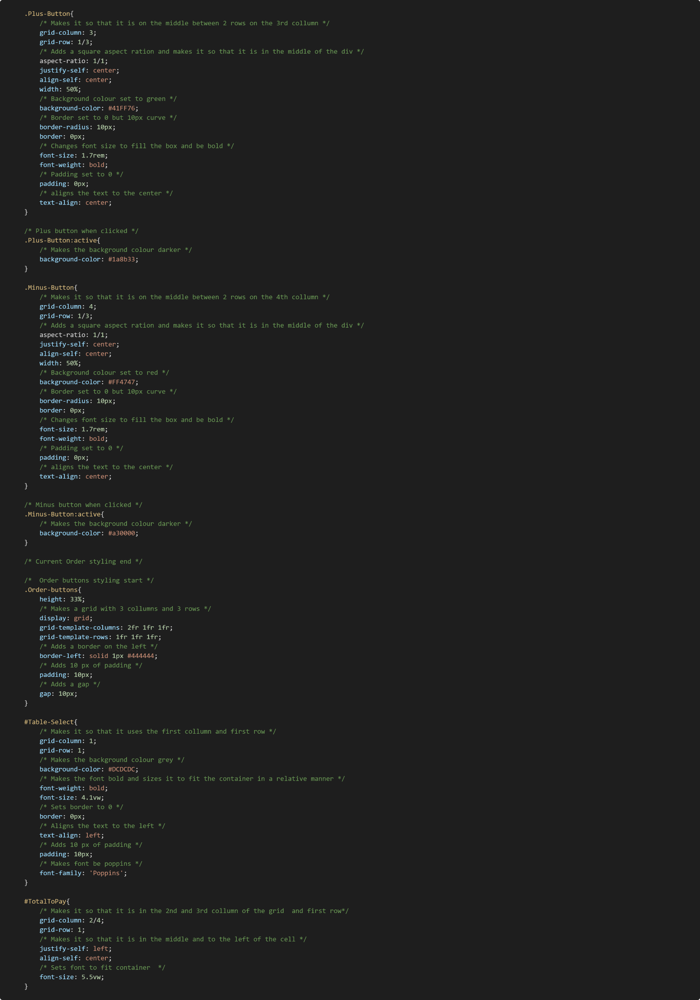 .Plus-Button{
/* Makes it so that it is on the middle between 2 rows on the 3rd collumn */
grid-column: 3;
grid-row: 1/3;
/* Adds a square aspect ration and makes it so that it is in the middle of the div */
aspect-ratio: 1/1;
justify-self: center;
align-self: center;
width: 50%;
/* Background colour set to green */
background-color: #41FF76;
/* Border set to 0 but 10px curve */
border-radius: 10px;
border: 0px;
/* Changes font size to fill the box and be bold */
font-size: 1.7rem;
font-weight: bold;
/* Padding set to 0 */
padding: 0px;
/* aligns the text to the center */
text-align: center;
}
/* Plus button when clicked */
.Plus-Button:active{
/* Makes the background colour darker */
background-color: #1a8b33;
}
.Minus-Button{
/* Makes it so that it is on the middle between 2 rows on the 4th collumn */
grid-column: 4;
grid-row: 1/3;
/* Adds a square aspect ration and makes it so that it is in the middle of the div */
aspect-ratio: 1/1;
justify-self: center;
align-self: center;
width: 50%;
/* Background colour set to red */
background-color: #FF4747;
/* Border set to 0 but 10px curve */
border-radius: 10px;
border: 0px;
/* Changes font size to fill the box and be bold */
font-size: 1.7rem;
font-weight: bold;
/* Padding set to 0 */
padding: 0px;
/* aligns the text to the center */
text-align: center;
}
/* Minus button when clicked */
.Minus-Button:active{
/* Makes the background colour darker */
background-color: #a30000;
}
/* Current Order styling end */
/*  Order buttons styling start */
.Order-buttons{
height: 33%;
/* Makes a grid with 3 collumns and 3 rows */
display: grid;
grid-template-columns: 2fr 1fr 1fr;
grid-template-rows: 1fr 1fr 1fr;
/* Adds a border on the left */
border-left: solid 1px #444444;
/* Adds 10 px of padding */
padding: 10px;
/* Adds a gap */
gap: 10px;
}
#Table-Select{
/* Makes it so that it uses the first collumn and first row */
grid-column: 1;
grid-row: 1;
/* Makes the background colour grey */
background-color: #DCDCDC;
/* Makes the font bold and sizes it to fit the container in a relative manner */
font-weight: bold;
font-size: 4.1vw;
/* Sets border to 0 */
border: 0px;
/* Aligns the text to the left */
text-align: left;
/* Adds 10 px of padding */
padding: 10px;
/* Makes font be poppins */
font-family: 'Poppins';
}
#TotalToPay{
/* Makes it so that it is in the 2nd and 3rd collumn of the grid  and first row*/
grid-column: 2/4;
grid-row: 1;
/* Makes it so that it is in the middle and to the left of the cell */
justify-self: left;
align-self: center;
/* Sets font to fit container  */
font-size: 5.5vw;
}